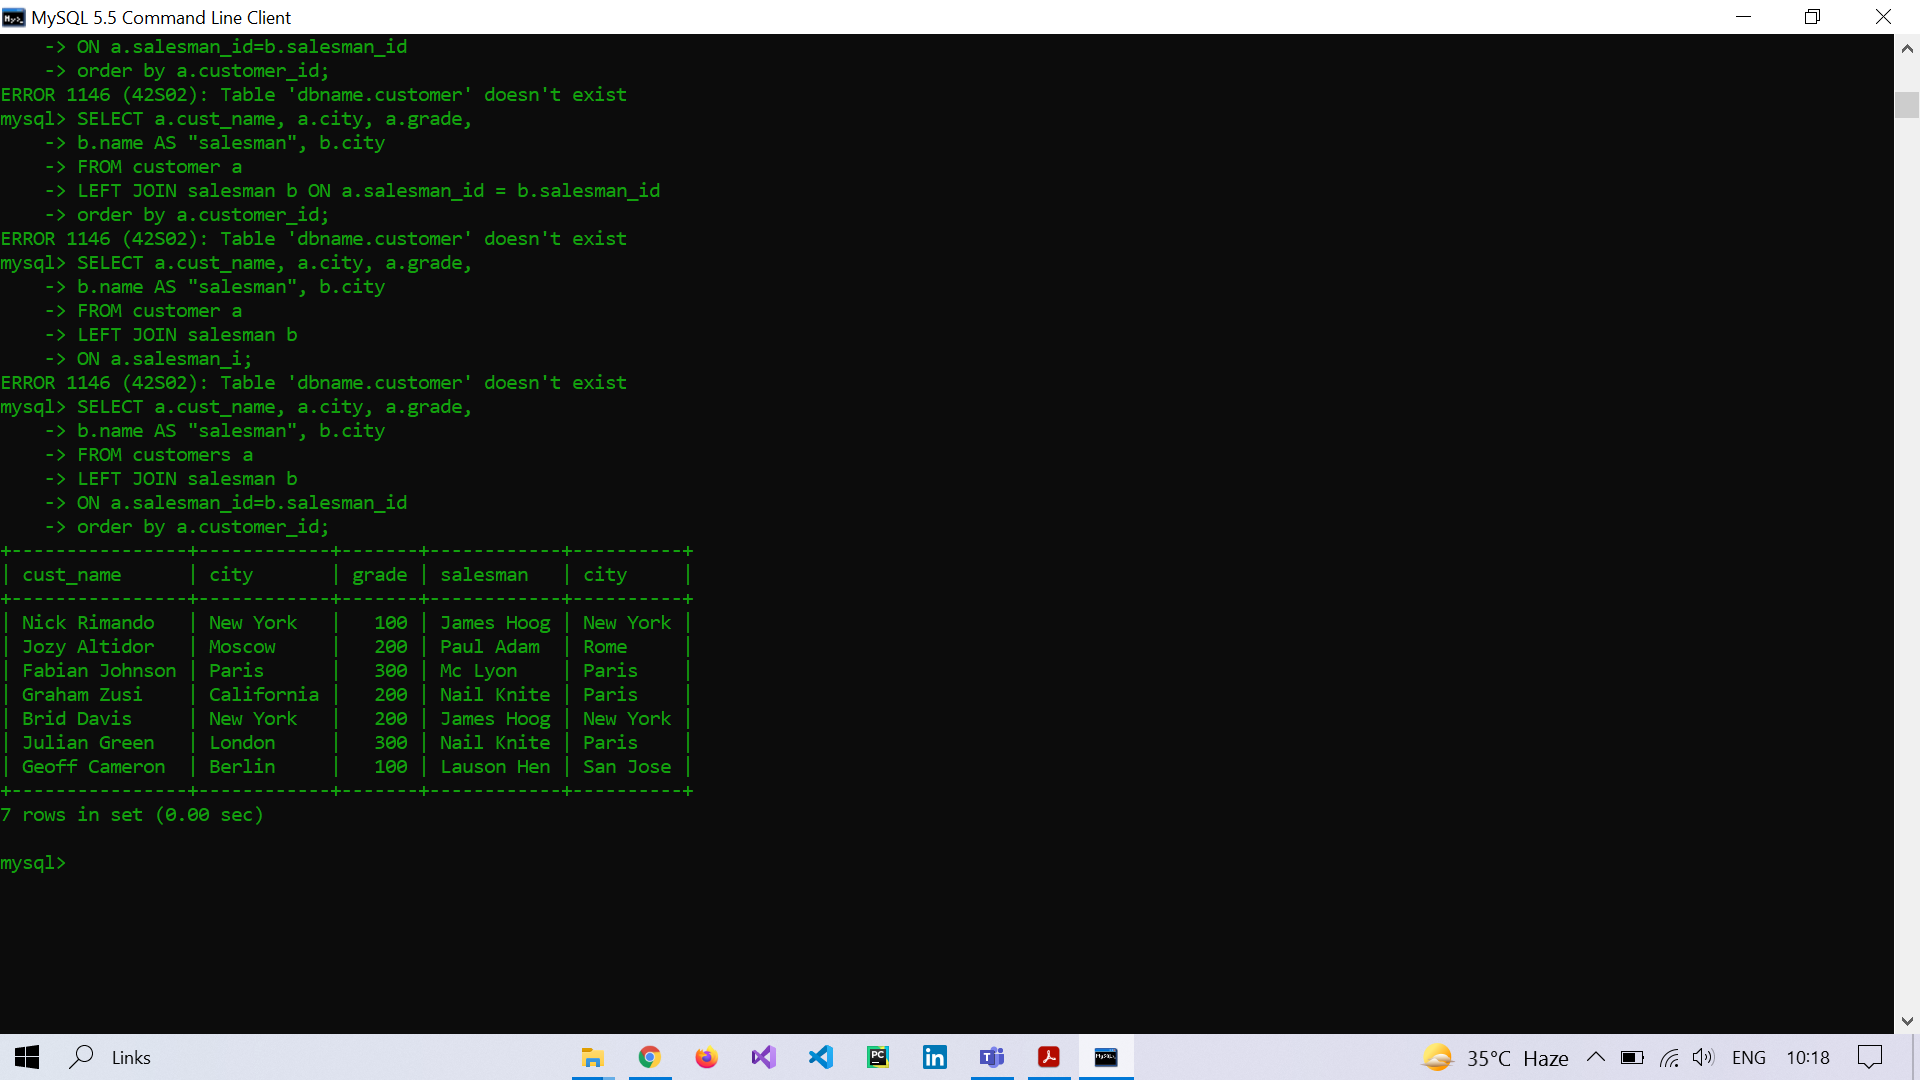 MySQL 5.5 Command Line Client
    -> ON a.salesman_id=b.salesman_id
    -> order by a.customer_id;
ERROR 1146 (42S02): Table 'dbname.customer' doesn't exist
mysql> SELECT a.cust_name, a.city, a.grade,
    -> b.name AS "salesman", b.city
    -> FROM customer a
    -> LEFT JOIN salesman b ON a.salesman_id = b.salesman_id
    -> order by a.customer_id;
ERROR 1146 (42S02): Table 'dbname.customer' doesn't exist
mysql> SELECT a.cust_name, a.city, a.grade,
    -> b.name AS "salesman", b.city
    -> FROM customer a
    -> LEFT JOIN salesman b
    -> ON a.salesman_i;
ERROR 1146 (42S02): Table 'dbname.customer' doesn't exist
mysql> SELECT a.cust_name, a.city, a.grade,
    -> b.name AS "salesman", b.city
    -> FROM customers a
    -> LEFT JOIN salesman b
    -> ON a.salesman_id=b.salesman_id
    -> order by a.customer_id;
+----------------+------------+-------+------------+----------+
| cust_name      | city       | grade | salesman   | city     |
+----------------+------------+-------+------------+----------+
| Nick Rimando   | New York   |   100 | James Hoog | New York |
| Jozy Altidor   | Moscow     |   200 | Paul Adam  | Rome     |
| Fabian Johnson | Paris      |   300 | Mc Lyon    | Paris    |
| Graham Zusi    | California |   200 | Nail Knite | Paris    |
| Brid Davis     | New York   |   200 | James Hoog | New York |
| Julian Green   | London     |   300 | Nail Knite | Paris    |
| Geoff Cameron  | Berlin     |   100 | Lauson Hen | San Jose |
+----------------+------------+-------+------------+----------+
7 rows in set (0.00 sec)
mysql>
Links 35°C Haze ENG 10:18